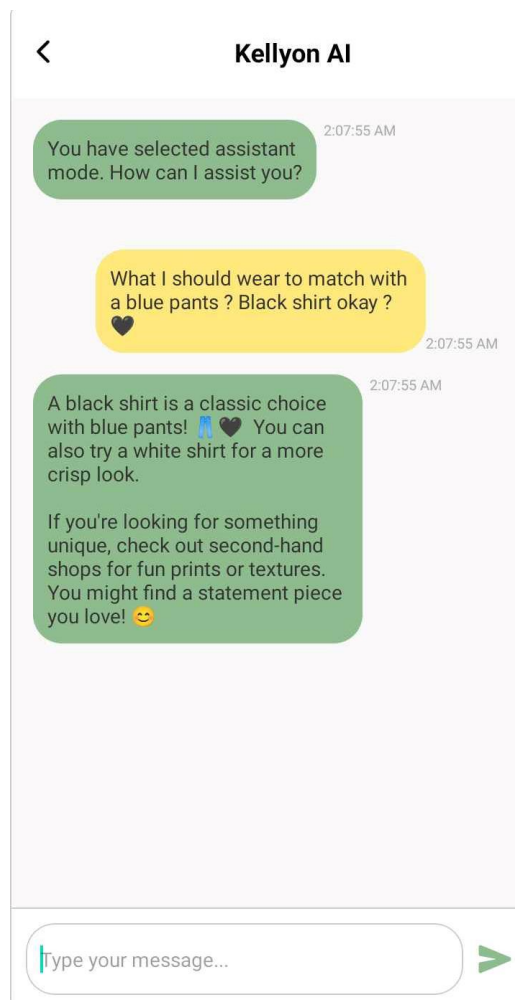 Kellyon AI
2:07:55 AM
You have selected assistant
mode. How can I assist you?
What I should wear to match with
a blue pants ? Black shirt okay ?
🖤
2:07:55 AM
2:07:55 AM
A black shirt is a classic choice
with blue pants! 👖🖤 You can
also try a white shirt for a more
crisp look.
If you're looking for something
unique, check out second-hand
shops for fun prints or textures.
You might find a statement piece
you love! 😊
Type your message...